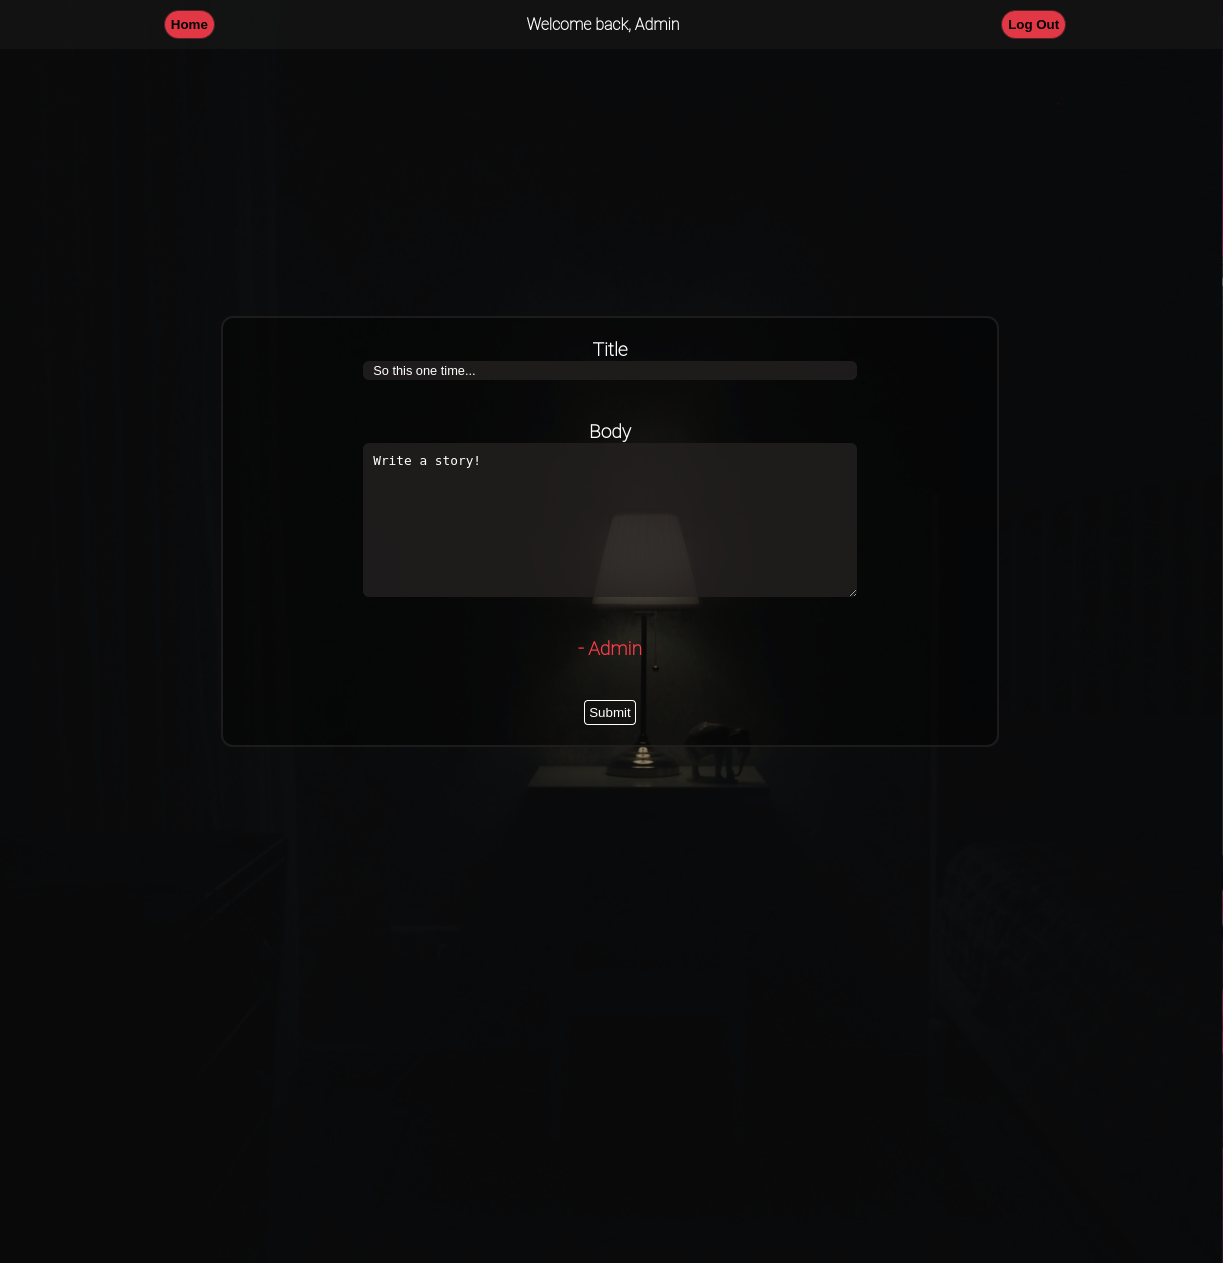 Home
Welcome back, Admin
Log Out
Title
So this one time...
Body
Write a story!
- Admin
Submit